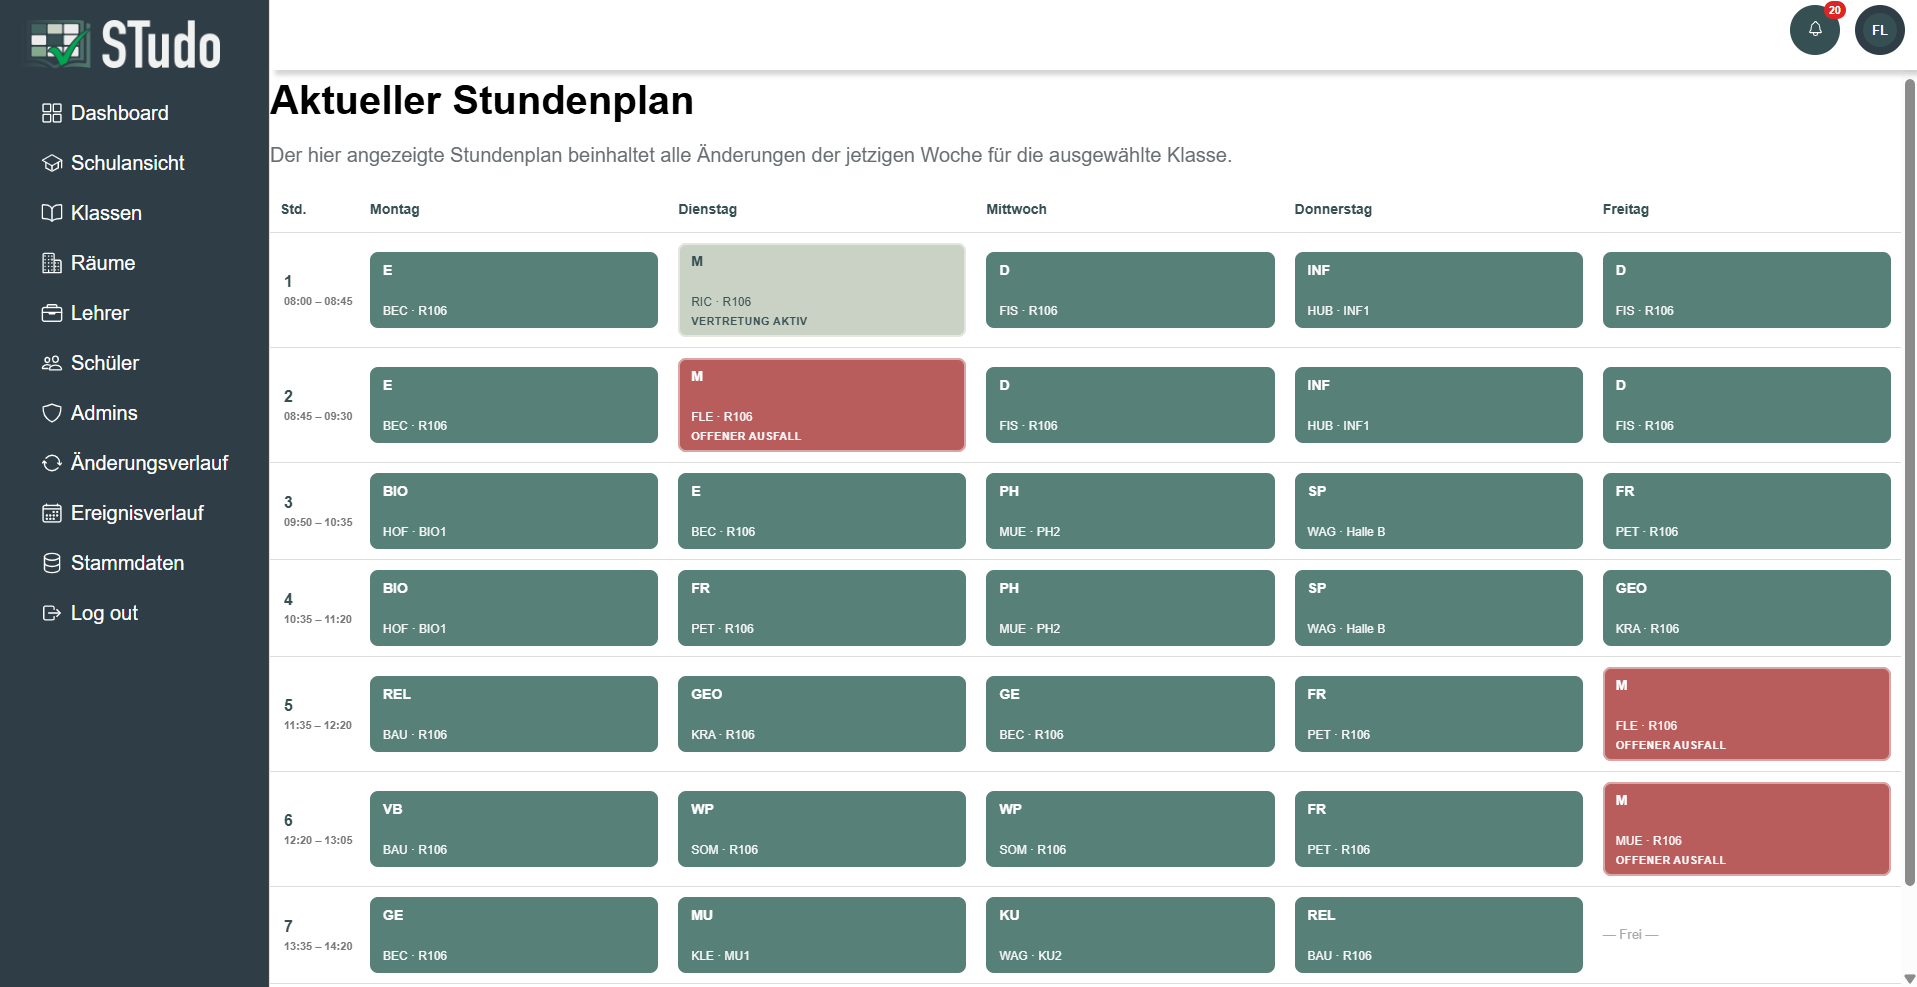 STudo
20
FL
Dashboard
Schulansicht
Klassen
Räume
Lehrer
Schüler
Admins
Änderungsverlauf
Ereignisverlauf
Stammdaten
Log out
Aktueller Stundenplan
Der hier angezeigte Stundenplan beinhaltet alle Änderungen der jetzigen Woche für die ausgewählte Klasse.
Std. Montag Dienstag Mittwoch Donnerstag Freitag
1
08:00 – 08:45
E
BEC · R106
M
RIC · R106
VERTRETUNG AKTIV
D
FIS · R106
INF
HUB · INF1
D
FIS · R106
2
08:45 – 09:30
E
BEC · R106
M
FLE · R106
OFFENER AUSFALL
D
FIS · R106
INF
HUB · INF1
D
FIS · R106
3
09:50 – 10:35
BIO
HOF · BIO1
E
BEC · R106
PH
MUE · PH2
SP
WAG · Halle B
FR
PET · R106
4
10:35 – 11:20
BIO
HOF · BIO1
FR
PET · R106
PH
MUE · PH2
SP
WAG · Halle B
GEO
KRA · R106
5
11:35 – 12:20
REL
BAU · R106
GEO
KRA · R106
GE
BEC · R106
FR
PET · R106
M
FLE · R106
OFFENER AUSFALL
6
12:20 – 13:05
VB
BAU · R106
WP
SOM · R106
WP
SOM · R106
FR
PET · R106
M
MUE · R106
OFFENER AUSFALL
7
13:35 – 14:20
GE
BEC · R106
MU
KLE · MU1
KU
WAG · KU2
REL
BAU · R106
— Frei —